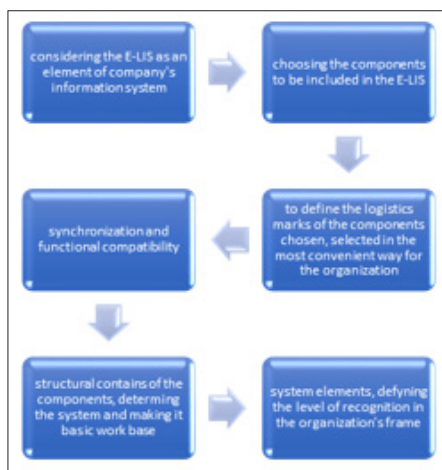 considering the E-LIS as an
element of company's
information system
choosing the components
to be included in the E-LIS
to define the logistics
marks of the components
chosen, selected in the
most convenient way for
the organization
synchronization and
functional compatibility
structural contains of the
components, determing
the system and making it
basic work base
system elements, defyning
the level of recognition in
the organization's frame